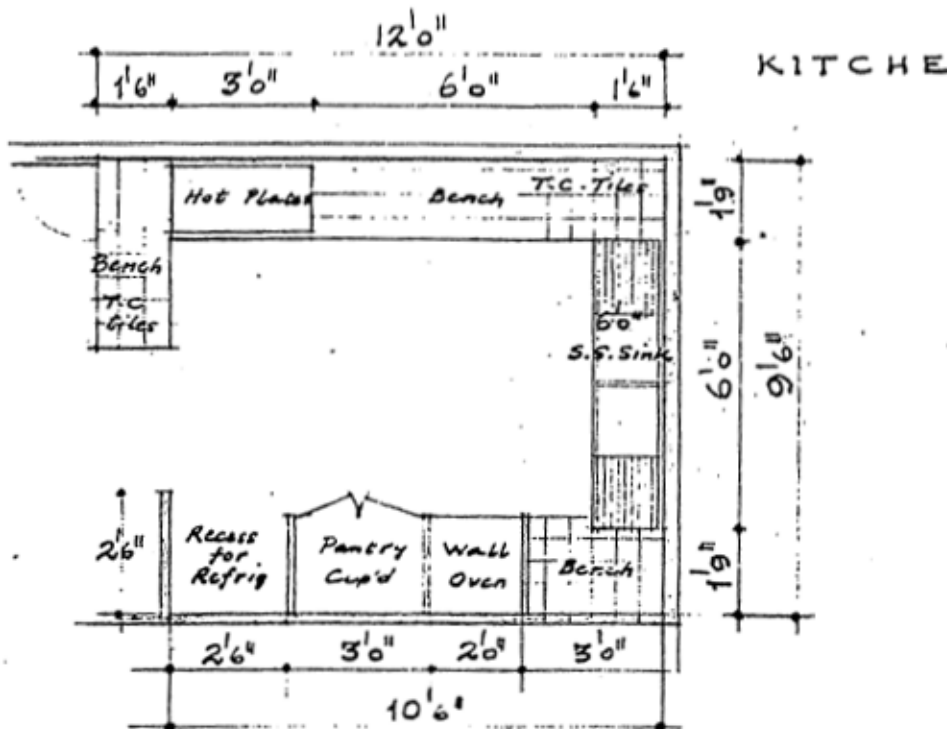 12'0"
KITCHE
1'6" 3'0" 6'0" 1'6"
Hot Plates
Bench
T.C. Tiles
1'9"
Bench
T.C
tiles
6'0"
S.S. Sink
6'0"
9'6"
2'6"
Recess
for
Refrig
Pantry
Cup'd
Wall
Oven
Bench
1'9"
2'6" 3'0" 2'0" 3'0"
10'6"